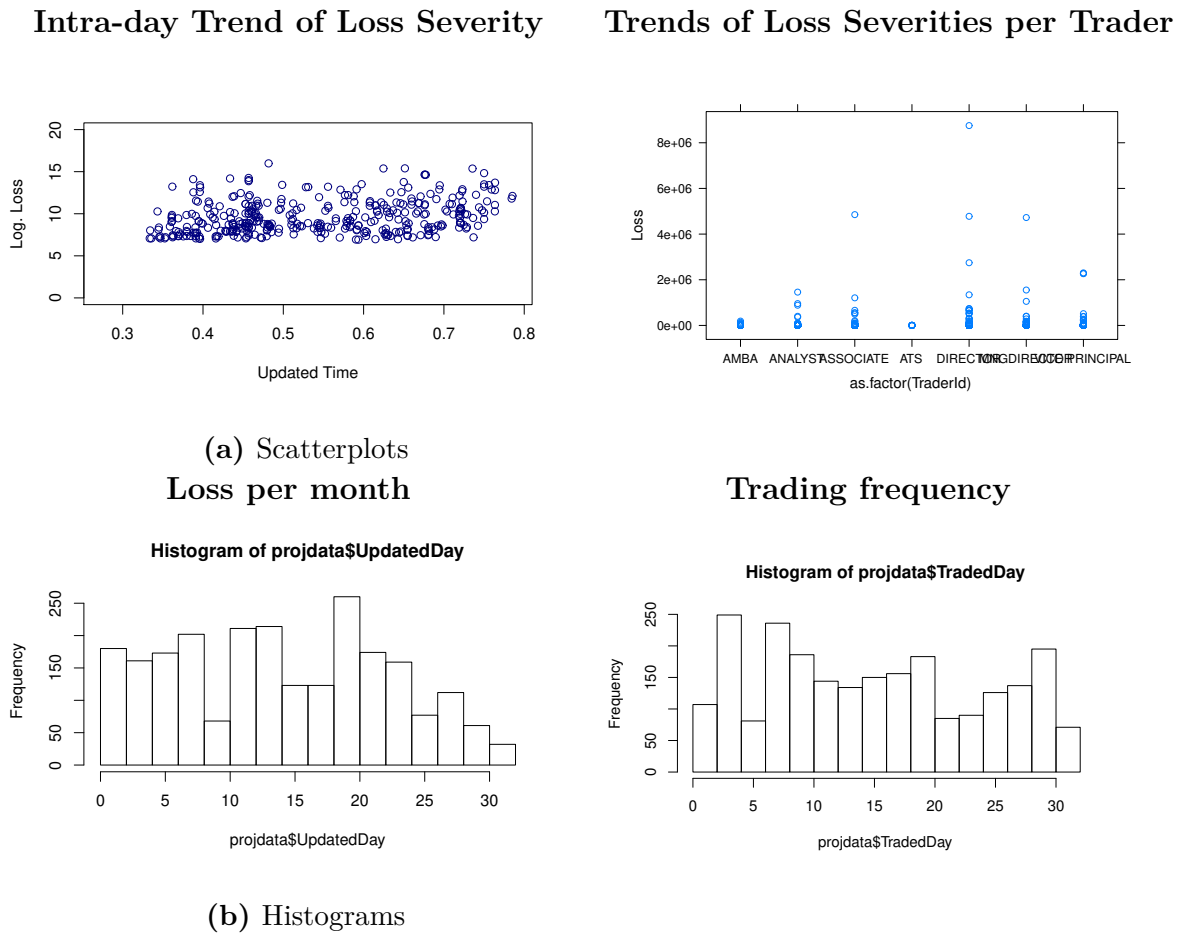 Intra-day Trend of Loss Severity
Trends of Loss Severities per Trader
20
15
10
5
0
Log. Loss
0.3 0.4 0.5 0.6 0.7 0.8
Updated Time
8e+06
6e+06
4e+06
2e+06
0e+00
Loss
AMBA ANALYST ASSOCIATE ATS DIRECTOR MNGDIRECTOR VICE PRINCIPAL
as.factor(TraderId)
(a) Scatterplots
Loss per month
Trading frequency
Histogram of projdata$UpdatedDay
250
150
50
0
Frequency
0 5 10 15 20 25 30
projdata$UpdatedDay
Histogram of projdata$TradedDay
250
150
50
0
Frequency
0 5 10 15 20 25 30
projdata$TradedDay
(b) Histograms